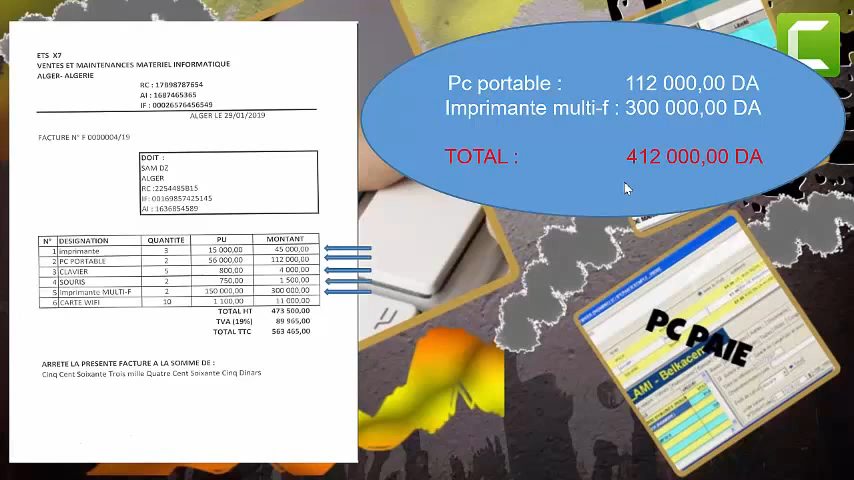 ETS X7
VENTES ET MAINTENANCES MATERIEL INFORMATIQUE
ALGER- ALGERIE
RC : 17B98787654
AI : 1687465365
IF : 00026576456549
ALGER LE 29/01/2019
FACTURE N° F 0000004/19
DOIT :
SAM DZ
ALGER
RC :2254485B15
IF : 00169857425145
AI : 1636854589
N° DESIGNATION QUANTITE PU MONTANT
1 imprimante 3 15 000,00 45 000,00
2 PC PORTABLE 2 56 000,00 112 000,00
3 CLAVIER 5 800,00 4 000,00
4 SOURIS 2 750,00 1 500,00
5 Imprimante MULTI-F 2 150 000,00 300 000,00
6 CARTE WIFI 10 1 100,00 11 000,00
TOTAL HT 473 500,00
TVA (19%) 89 965,00
TOTAL TTC 563 465,00
ARRETE LA PRESENTE FACTURE A LA SOMME DE :
Cinq Cent Soixante Trois mille Quatre Cent Soixante Cinq Dinars
Pc portable : 112 000,00 DA
Imprimante multi-f : 300 000,00 DA
TOTAL : 412 000,00 DA
PC PAIE
LAMI - Belkacem